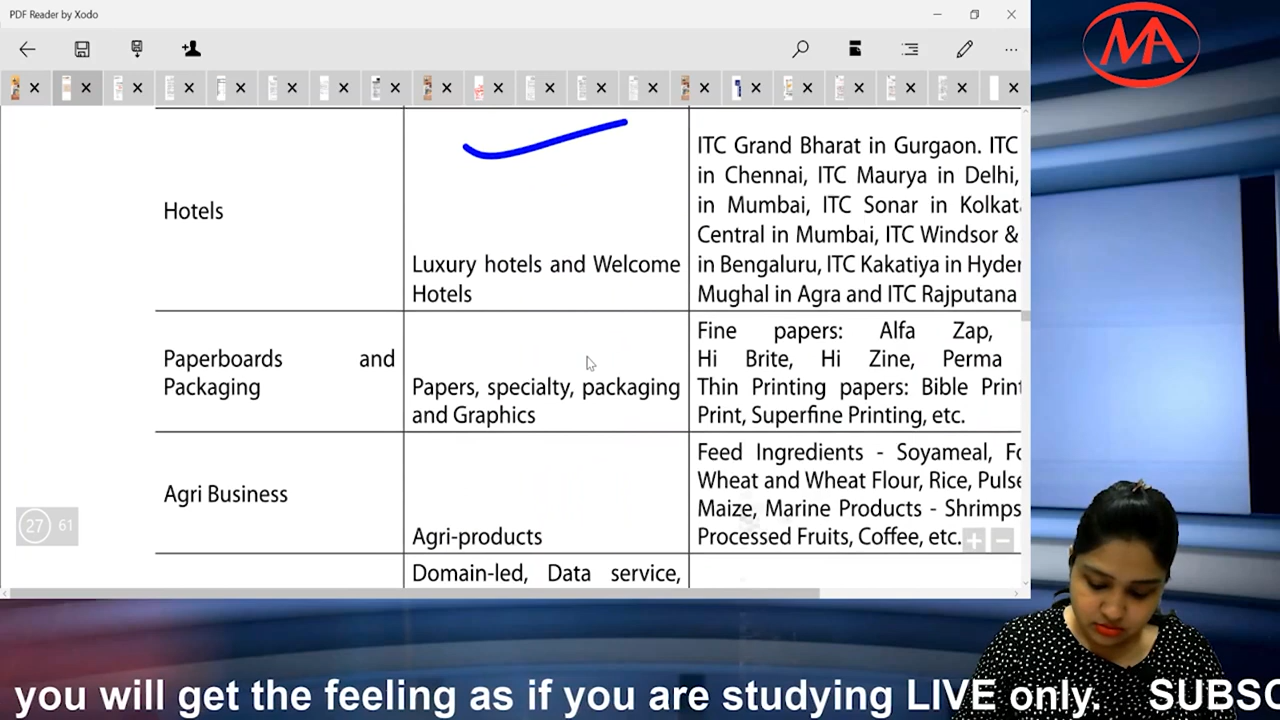 PDF Reader by Xodo
MA
Hotels
Luxury hotels and Welcome
Hotels
ITC Grand Bharat in Gurgaon. ITC
in Chennai, ITC Maurya in Delhi,
in Mumbai, ITC Sonar in Kolkat
Central in Mumbai, ITC Windsor &
in Bengaluru, ITC Kakatiya in Hyder
Mughal in Agra and ITC Rajputana
Paperboards and
Packaging
Papers, specialty, packaging
and Graphics
Fine papers: Alfa Zap,
Hi Brite, Hi Zine, Perma
Thin Printing papers: Bible Print
Print, Superfine Printing, etc.
Agri Business
Agri-products
Feed Ingredients - Soyameal,
Wheat and Wheat Flour, Rice, Pulse
Maize, Marine Products - Shrimps
Processed Fruits, Coffee, etc.
27 61
Domain-led, Data service,
you will get the feeling as if you are studying LIVE only. SUBSC